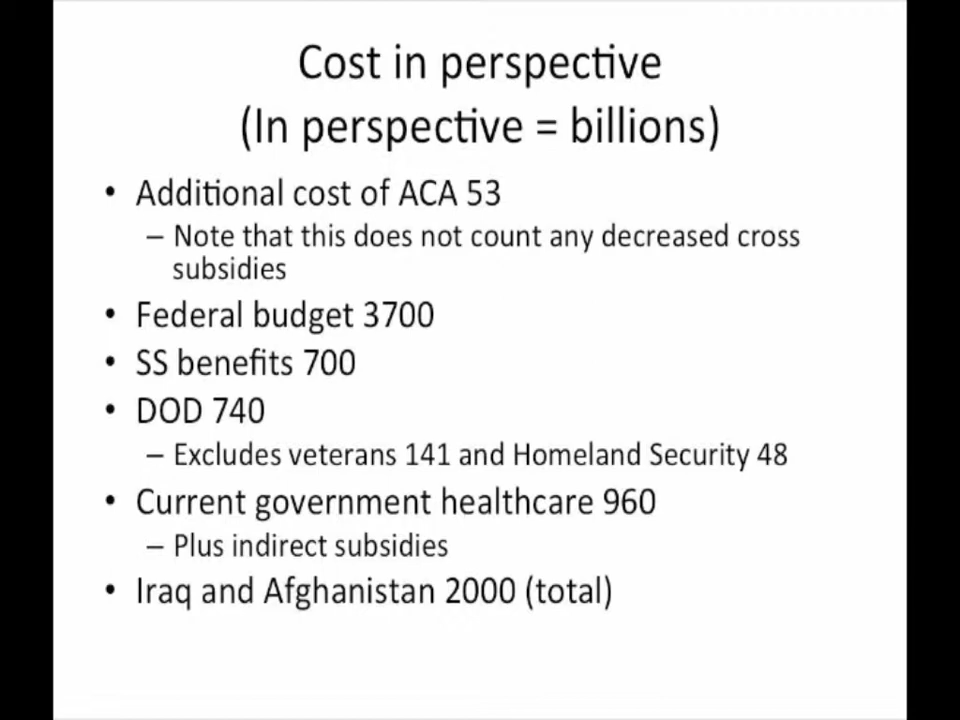 Cost in perspective
(In perspective = billions)
• Additional cost of ACA 53
– Note that this does not count any decreased cross
subsidies
• Federal budget 3700
• SS benefits 700
• DOD 740
– Excludes veterans 141 and Homeland Security 48
• Current government healthcare 960
– Plus indirect subsidies
• Iraq and Afghanistan 2000 (total)